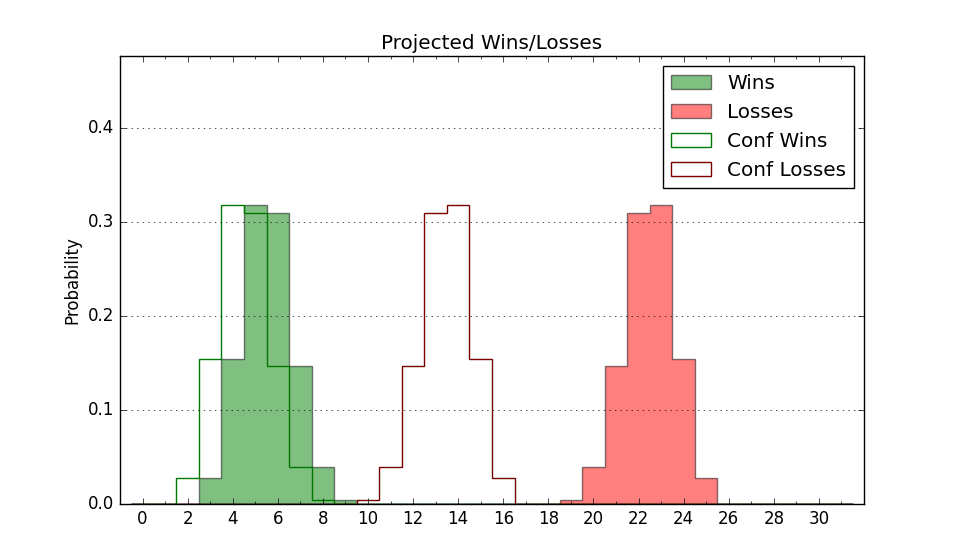 Projected Wins/Losses
Wins
Losses
Conf Wins
Conf Losses
Probability
0.4
0.3
0.2
0.1
0.0
0 2 4 6 8 10 12 14 16 18 20 22 24 26 28 30